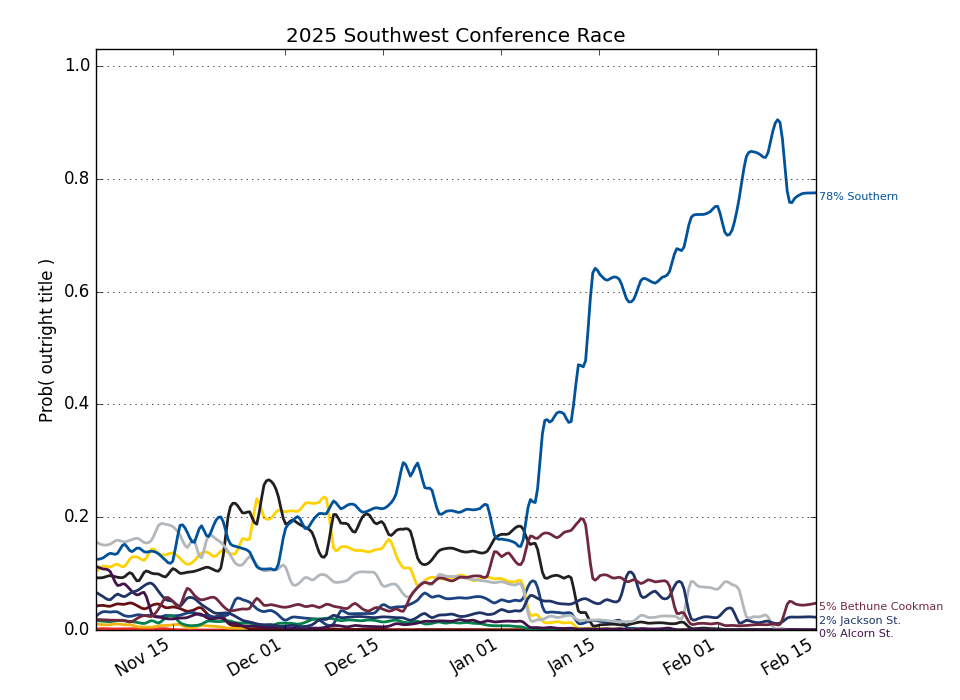 2025 Southwest Conference Race
Prob( outright title )
1.0
0.8
0.6
0.4
0.2
0.0
78% Southern
5% Bethune Cookman
2% Jackson St.
0% Alcorn St.
Nov 15
Dec 01
Dec 15
Jan 01
Jan 15
Feb 01
Feb 15